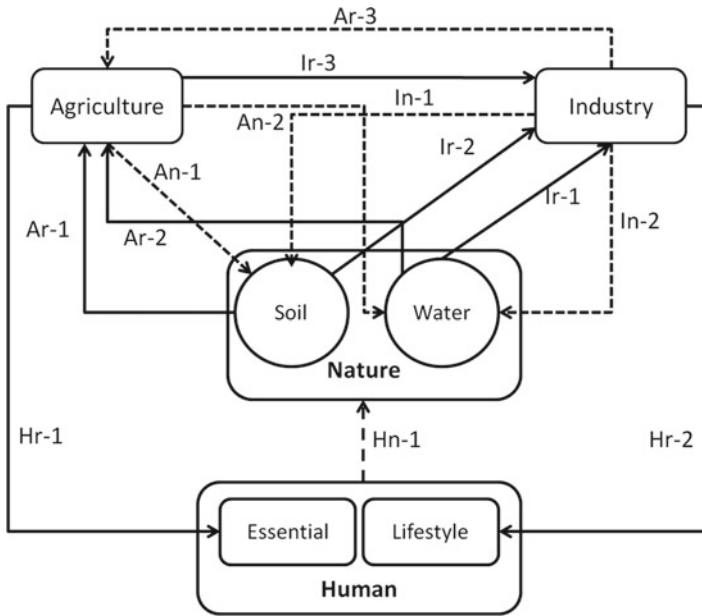 Ar-3
Ir-3
Agriculture
Industry
In-1
An-2
Ir-2
An-1
Ir-1
Ar-1
Ar-2
In-2
Soil
Water
Nature
Hr-1
Hn-1
Hr-2
Essential
Lifestyle
Human